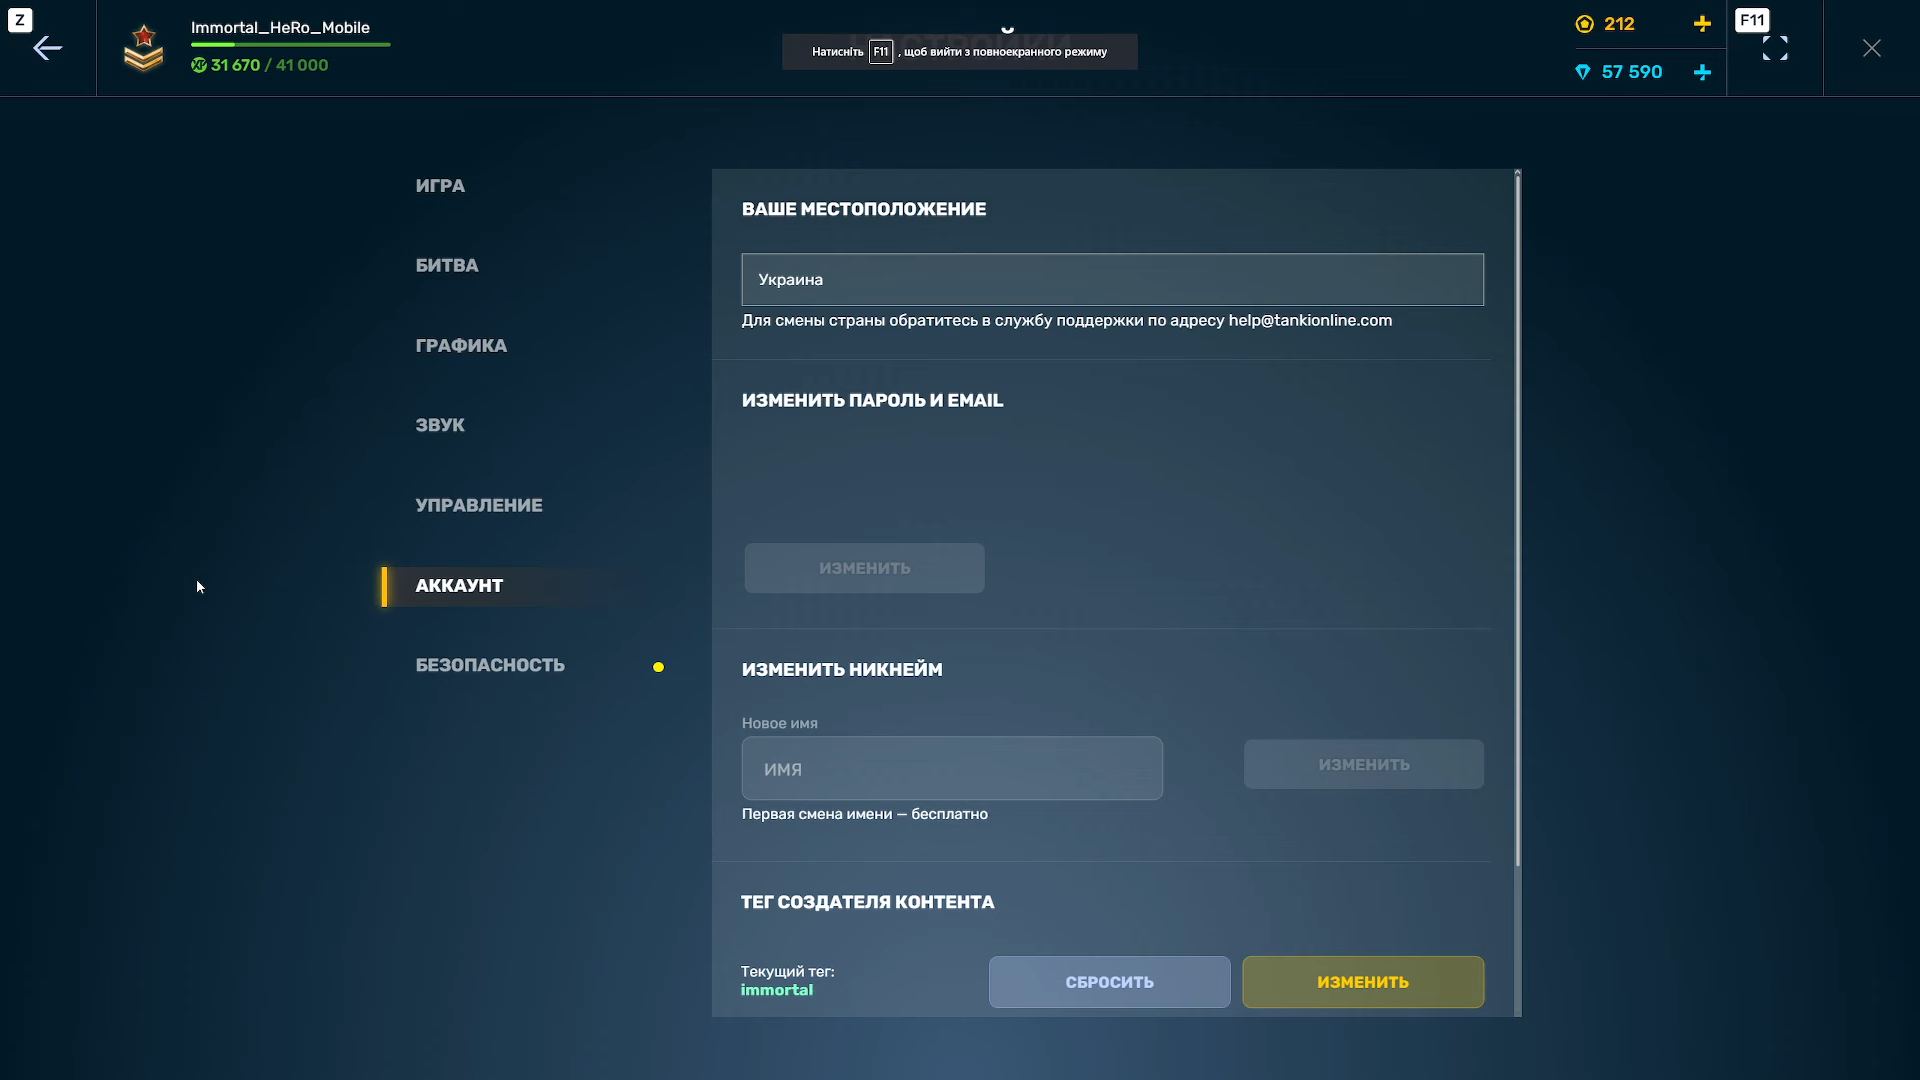 Z
Immortal_HeRo_Mobile
31 670 / 41 000
Натисніть F11 , щоб вийти з повноекранного режиму
212
57 590
F11
ИГРА
БИТВА
ГРАФИКА
ЗВУК
УПРАВЛЕНИЕ
АККАУНТ
БЕЗОПАСНОСТЬ
ВАШЕ МЕСТОПОЛОЖЕНИЕ
Украина
Для смены страны обратитесь в службу поддержки по адресу help@tankionline.com
ИЗМЕНИТЬ ПАРОЛЬ И EMAIL
ИЗМЕНИТЬ
ИЗМЕНИТЬ НИКНЕЙМ
Новое имя
ИМЯ
ИЗМЕНИТЬ
Первая смена имени — бесплатно
ТЕГ СОЗДАТЕЛЯ КОНТЕНТА
Текущий тег:
immortal
СБРОСИТЬ
ИЗМЕНИТЬ